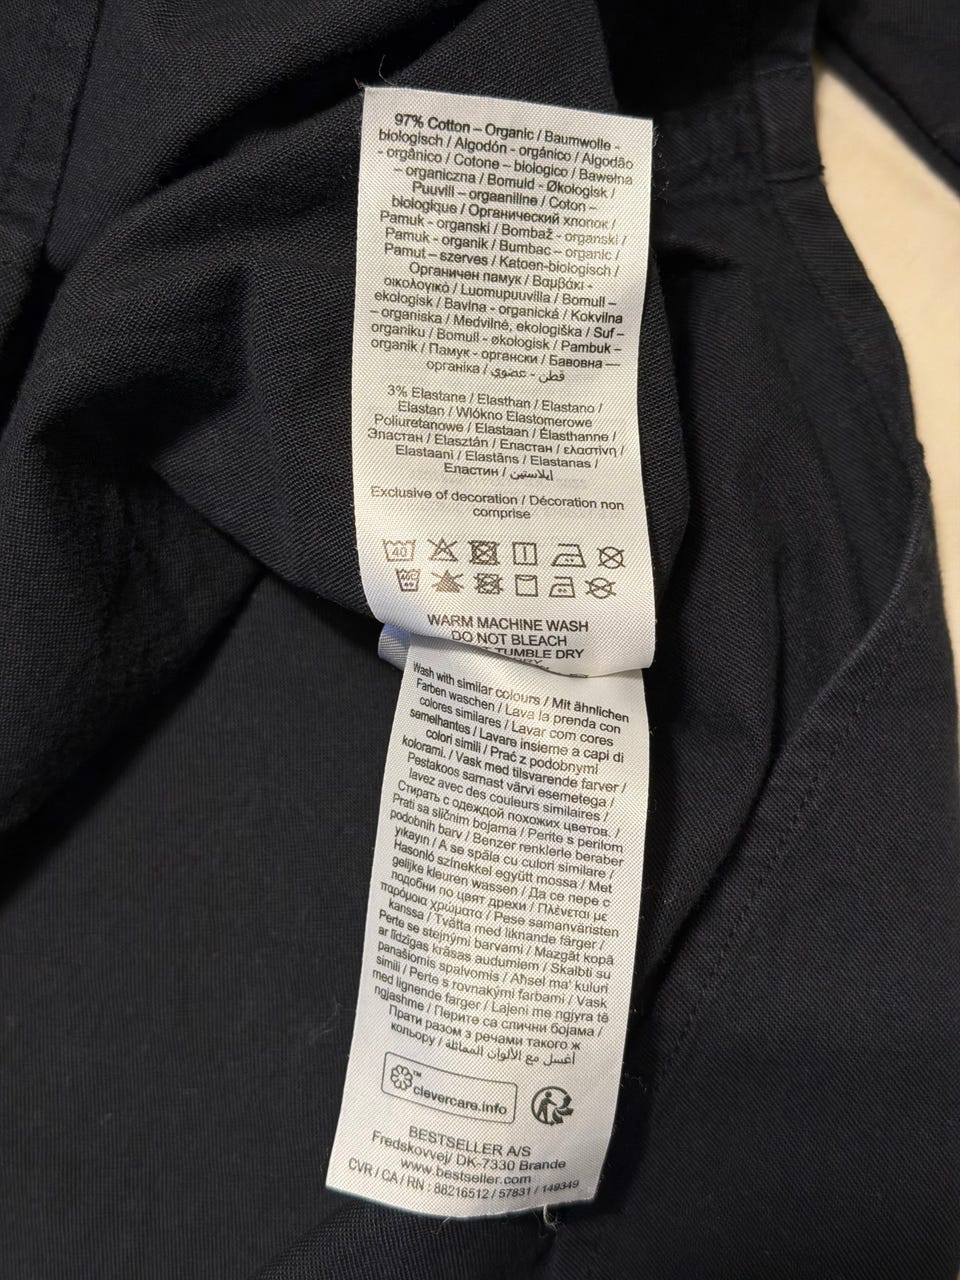 97% Cotton – Organic / Baumwolle -
biologisch / Algodón - orgánico / Algodão
- orgânico / Cotone – biologico / Bawełna
– organiczna / Bomuld - Økologisk /
Puuvill – orgaaniline / Coton –
biologique / Органический хлопок /
Pamuk - organski / Bombaž - organski /
Pamuk - organik / Bumbac – organic /
Pamut – szerves / Katoen-biologisch /
Органичен памук / Βαμβάκι -
οικολογικό / Luomupuuvilla / Bomull –
ekologisk / Bavlna - organická / Kokvilna
– organiska / Medvilnė, ekologiška / Suf –
organiku / Bomull - økologisk / Pambuk –
organik / Памук - органски / Бавовна —
органіка / قطن - عضوي
3% Elastane / Elasthan / Elastano /
Elastan / Włókno Elastomerowe
Poliuretanowe / Elastaan / Élasthanne /
Эластан / Elasztán / Еластан / ελαστίνη /
Elastaani / Elastāns / Elastanas /
Еластин / إيلاستين
Exclusive of decoration / Décoration non
comprise
40
40C
WARM MACHINE WASH
DO NOT BLEACH
TUMBLE DRY
Wash with similar colours / Mit ähnlichen
Farben waschen / Lava la prenda con
colores similares / Lavar com cores
semelhantes / Lavare insieme a capi di
colori simili / Prać z podobnymi
kolorami. / Vask med tilsvarende farver /
Pestakoos samast värvi esemetega /
lavez avec des couleurs similaires /
Стирать с одеждой похожих цветов. /
Prati sa sličnim bojama / Perite s perilom
podobnih barv / Benzer renklerle beraber
yıkayın / A se spăla cu culori similare /
Hasonló színekkel együtt mossa / Met
gelijke kleuren wassen / Да се пере с
подобни по цвят дрехи / Πλένεται με
παρόμοια χρώματα / Pese samanväristen
kanssa / Tvätta med liknande färger /
Perte se stejnými barvami / Mazgāt kopā
ar līdzīgas krāsas audumiem / Skalbti su
panašiomis spalvomis / Aħsel ma' kuluri
simili / Perte s rovnakými farbami / Vask
med lignende farger / Lajeni me ngjyra të
ngjashme / Перите са слични бојама /
Прати разом з речами такого ж
кольору / أغسل مع الألوان المماثلة
™ clevercare.info
BESTSELLER A/S
Fredskovvej/ DK-7330 Brande
www.bestseller.com
CVR / CA / RN : 88216512 / 57831 / 149349